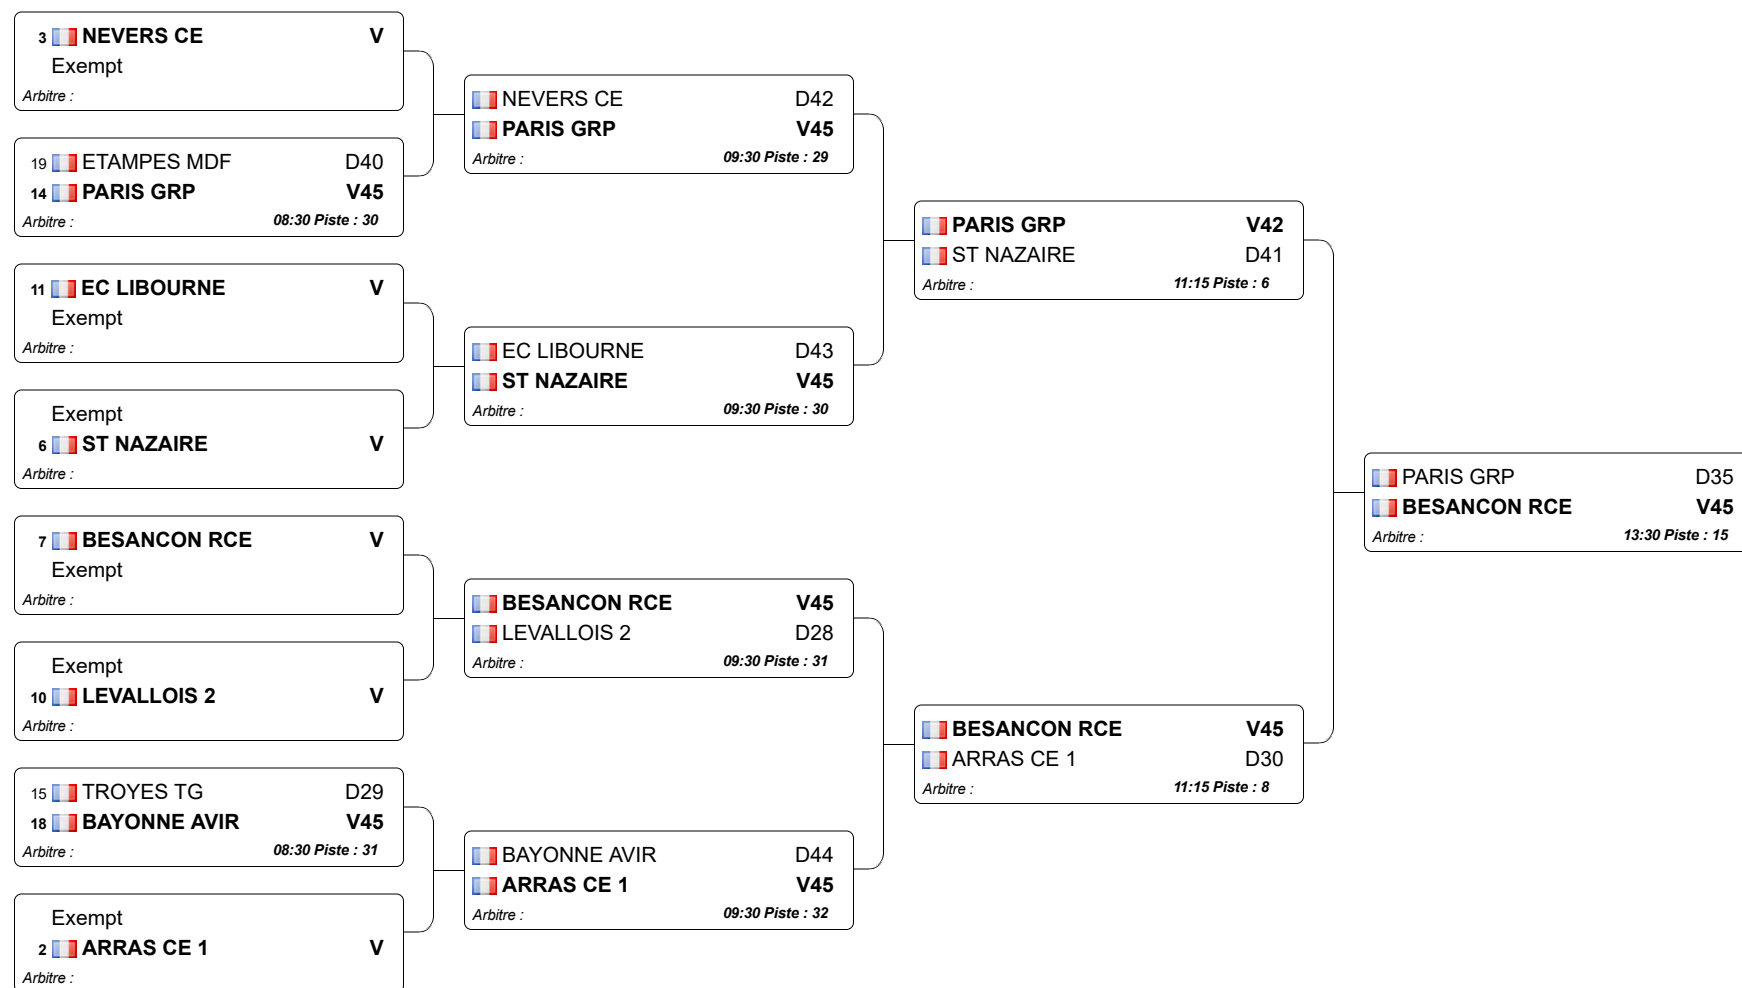 3 NEVERS CE V
Exempt
Arbitre :
19 ETAMPES MDF D40
14 PARIS GRP V45
Arbitre : 08:30 Piste : 30
11 EC LIBOURNE V
Exempt
Arbitre :
Exempt
6 ST NAZAIRE V
Arbitre :
7 BESANCON RCE V
Exempt
Arbitre :
Exempt
10 LEVALLOIS 2 V
Arbitre :
15 TROYES TG D29
18 BAYONNE AVIR V45
Arbitre : 08:30 Piste : 31
Exempt
2 ARRAS CE 1 V
Arbitre :
NEVERS CE D42
PARIS GRP V45
Arbitre : 09:30 Piste : 29
EC LIBOURNE D43
ST NAZAIRE V45
Arbitre : 09:30 Piste : 30
BESANCON RCE V45
LEVALLOIS 2 D28
Arbitre : 09:30 Piste : 31
BAYONNE AVIR D44
ARRAS CE 1 V45
Arbitre : 09:30 Piste : 32
PARIS GRP V42
ST NAZAIRE D41
Arbitre : 11:15 Piste : 6
BESANCON RCE V45
ARRAS CE 1 D30
Arbitre : 11:15 Piste : 8
PARIS GRP D35
BESANCON RCE V45
Arbitre : 13:30 Piste : 15